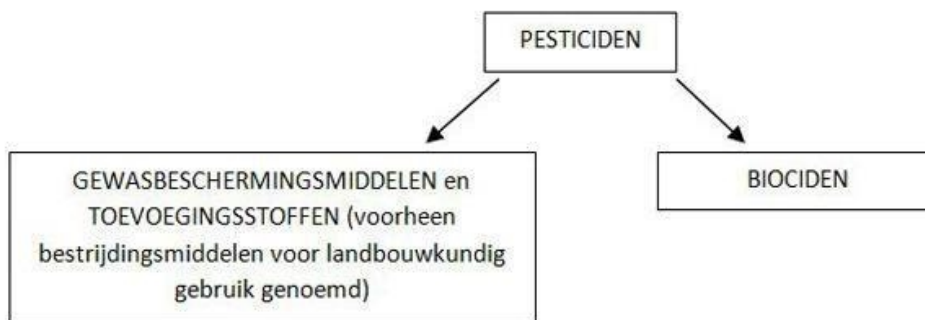 PESTICIDEN
GEWASBESCHERMINGSMIDDELEN en
TOEVOEGINGSSTOFFEN (voorheen
bestrijdingsmiddelen voor landbouwkundig
gebruik genoemd)
BIOCIDEN